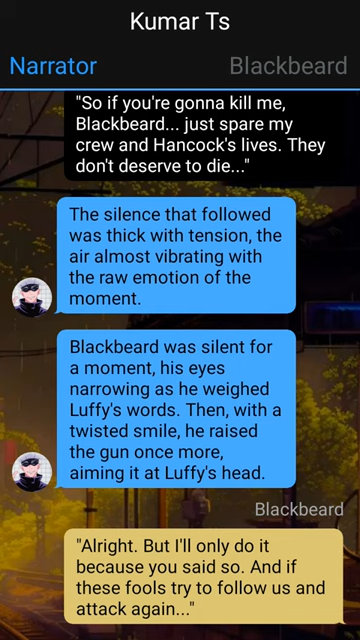 Kumar Ts
Narrator
Blackbeard
"So if you're gonna kill me,
Blackbeard... just spare my
crew and Hancock's lives. They
don't deserve to die..."
The silence that followed
was thick with tension, the
air almost vibrating with
the raw emotion of the
moment.
Blackbeard was silent for
a moment, his eyes
narrowing as he weighed
Luffy's words. Then, with a
twisted smile, he raised
the gun once more,
aiming it at Luffy's head.
Blackbeard
"Alright. But I'll only do it
because you said so. And if
these fools try to follow us and
attack again..."